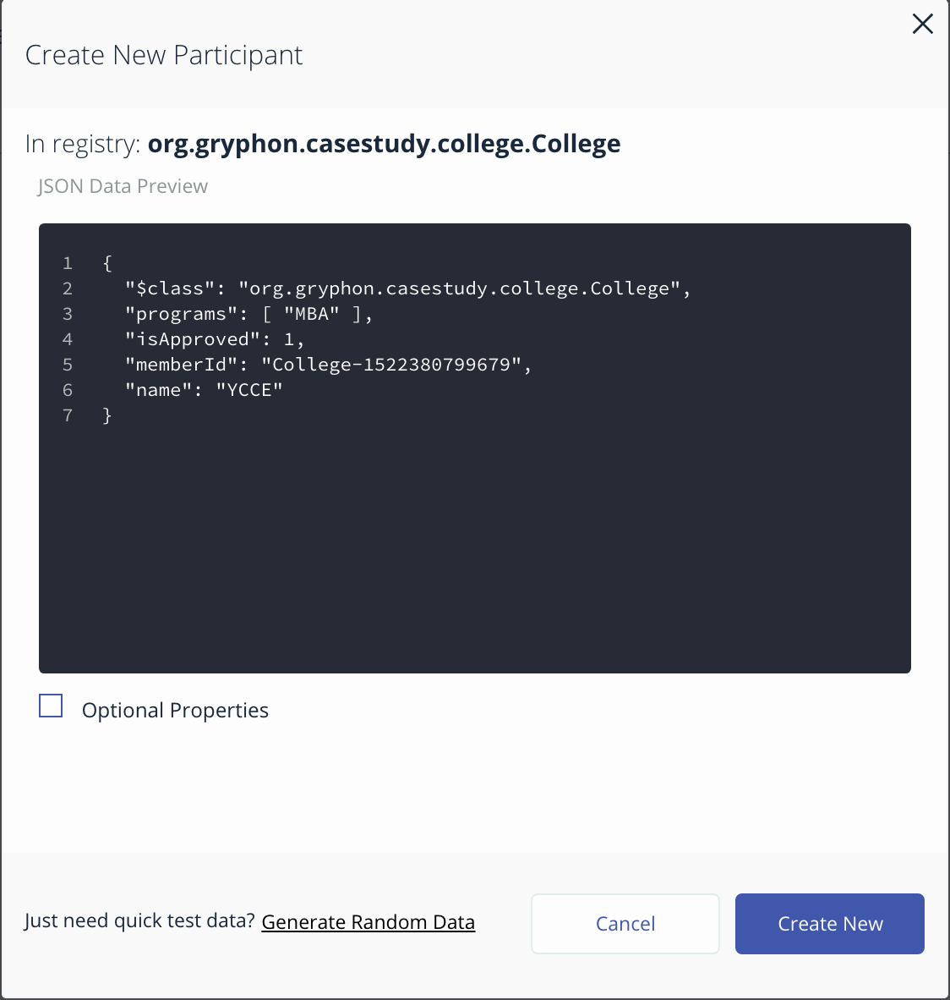 Create New Participant
In registry: org.gryphon.casestudy.college.College
JSON Data Preview
1 {
2 "$class": "org.gryphon.casestudy.college.College",
3 "programs": [ "MBA" ],
4 "isApproved": 1,
5 "memberId": "College-1522380799679",
6 "name": "YCCE"
7 }
Optional Properties
Just need quick test data? Generate Random Data
Cancel
Create New